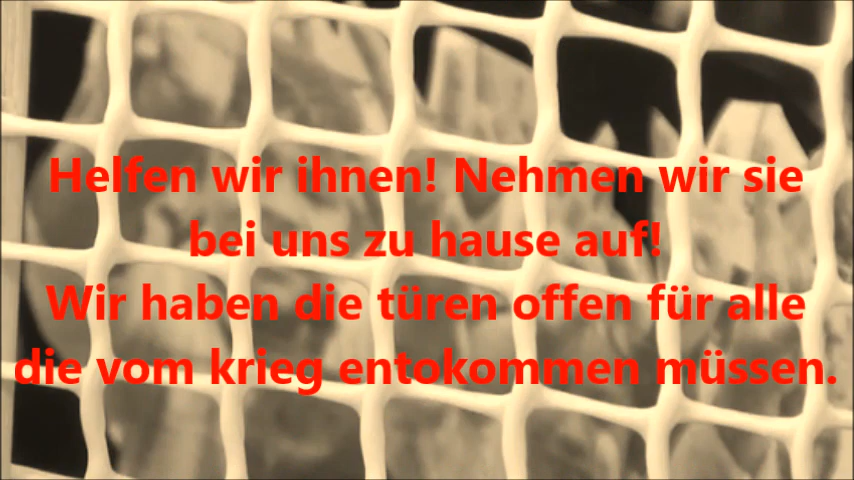 Helfen wir ihnen! Nehmen wir sie
bei uns zu hause auf!
Wir haben die türen offen für alle
die vom krieg entokommen müssen.